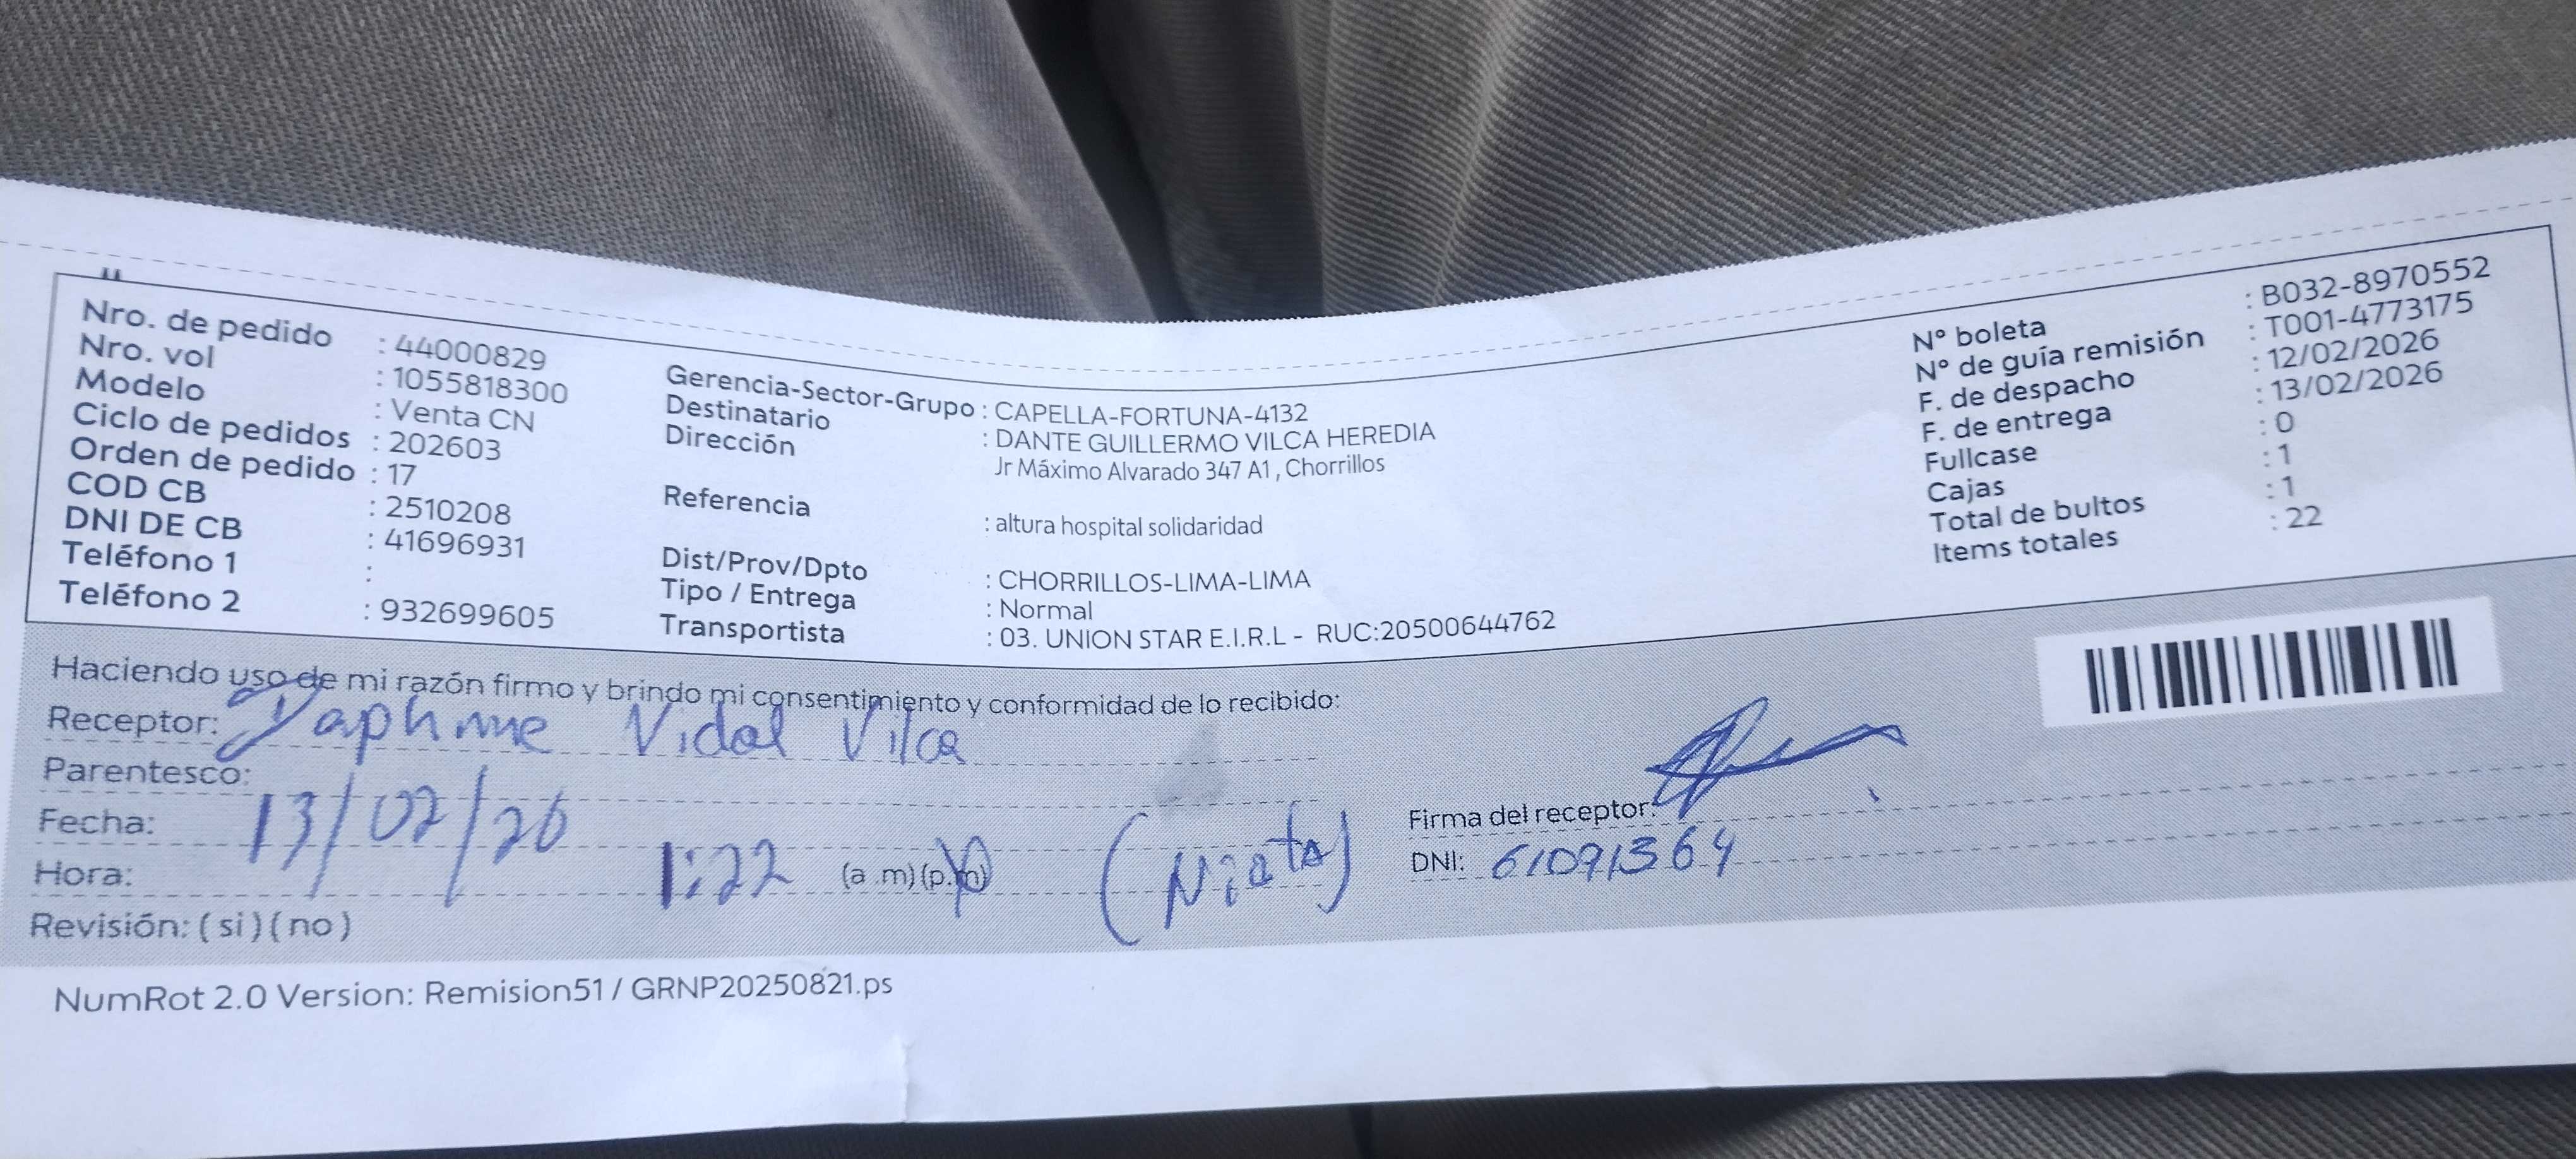 Nro. de pedido : 44000829
Nro. vol : 1055818300
Modelo : Venta CN
Ciclo de pedidos : 202603
Orden de pedido : 17
COD CB : 2510208
DNI DE CB : 41696931
Teléfono 1 :
Teléfono 2 : 932699605
Gerencia-Sector-Grupo : CAPELLA-FORTUNA-4132
Destinatario : DANTE GUILLERMO VILCA HEREDIA
Dirección Jr Máximo Alvarado 347 A1 , Chorrillos
Referencia : altura hospital solidaridad
Dist/Prov/Dpto : CHORRILLOS-LIMA-LIMA
Tipo / Entrega : Normal
Transportista : 03. UNION STAR E.I.R.L - RUC:20500644762
N° boleta : B032-8970552
N° de guía remisión : T001-4773175
F. de despacho : 12/02/2026
F. de entrega : 13/02/2026
Fullcase : 0
Cajas : 1
Total de bultos : 1
Items totales : 22
Haciendo uso de mi razón firmo y brindo mi consentimiento y conformidad de lo recibido:
Receptor: Daphnne Vidal Vilca
Parentesco:
Fecha: 13/02/26
Hora: 1:22 (a .m) (p.m) (Nieta)
Revisión: ( si ) ( no )
Firma del receptor:
DNI: 61091364
NumRot 2.0 Version: Remision51 / GRNP20250821.ps